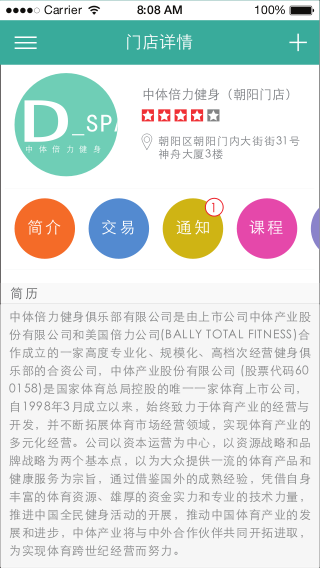 Carrier 8:08 AM 100%
门店详情
D_SPA
中体倍力健身
中体倍力健身（朝阳门店）
朝阳区朝阳门内大街街31号
神舟大厦3楼
简介 交易 通知 1 课程
简历
中体倍力健身俱乐部有限公司是由上市公司中体产业股
份有限公司和美国倍力公司(BALLY TOTAL FITNESS)合
作成立的一家高度专业化、规模化、高档次经营健身俱
乐部的合资公司，中体产业股份有限公司 (股票代码60
0158)是国家体育总局控股的唯一一家体育上市公司，
自1998年3月成立以来，始终致力于体育产业的经营与
开发，并不断拓展体育市场经营领域，实现体育产业的
多元化经营。公司以资本运营为中心，以资源战略和品
牌战略为两个基本点，以为大众提供一流的体育产品和
健康服务为宗旨，通过借鉴国外的成熟经验，凭借自身
丰富的体育资源、雄厚的资金实力和专业的技术力量，
推进中国全民健身活动的开展，推动中国体育产业的发
展和进步，中体产业将与中外合作伙伴共同开拓进取，
为实现体育跨世纪经营而努力。